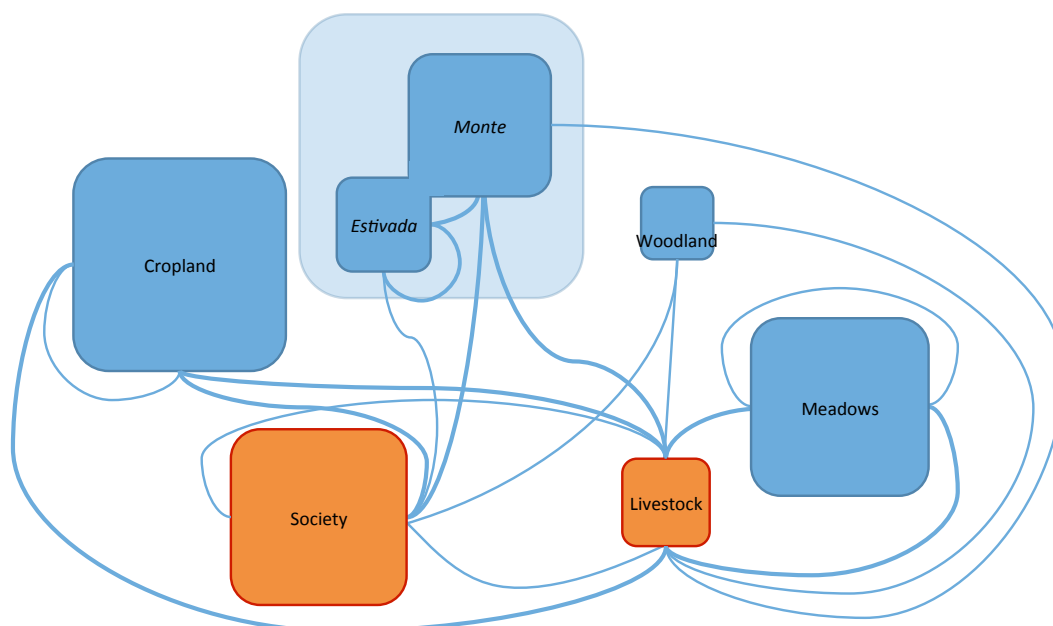 Monte
Estivada
Woodland
Cropland
Meadows
Society
Livestock